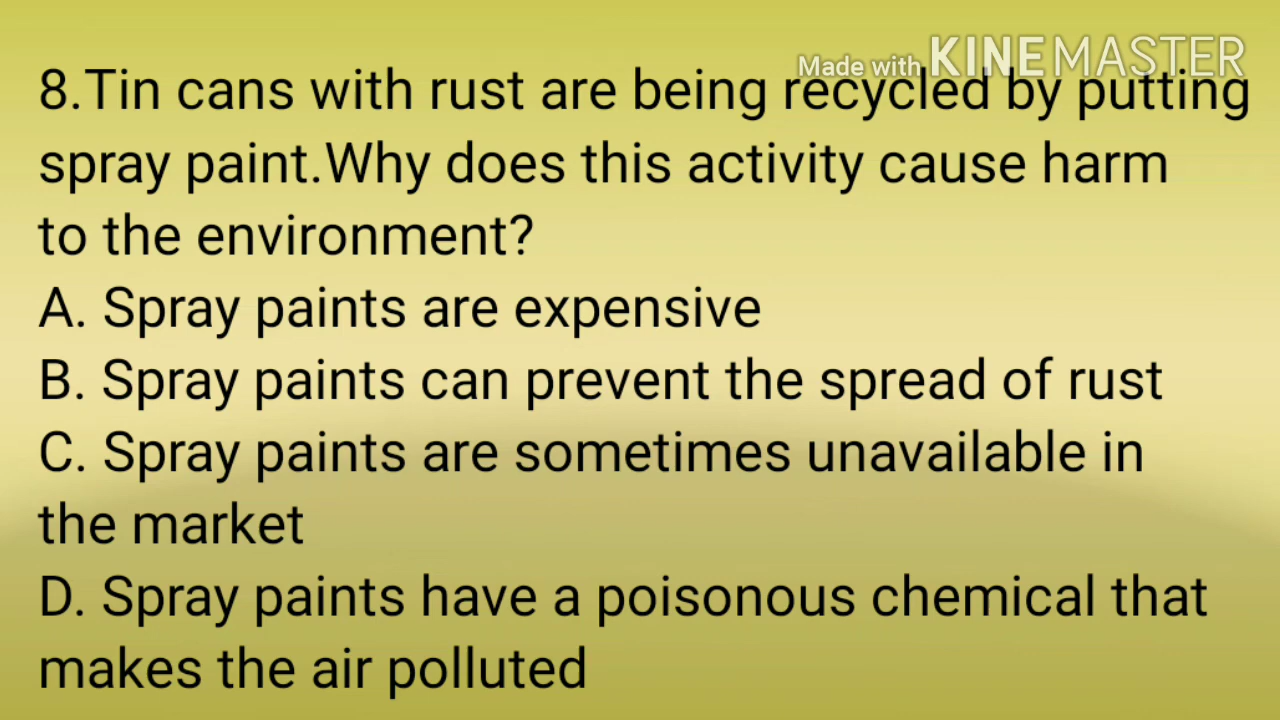 Made with KINEMASTER
8.Tin cans with rust are being recycled by putting
spray paint.Why does this activity cause harm
to the environment?
A. Spray paints are expensive
B. Spray paints can prevent the spread of rust
C. Spray paints are sometimes unavailable in
the market
D. Spray paints have a poisonous chemical that
makes the air polluted